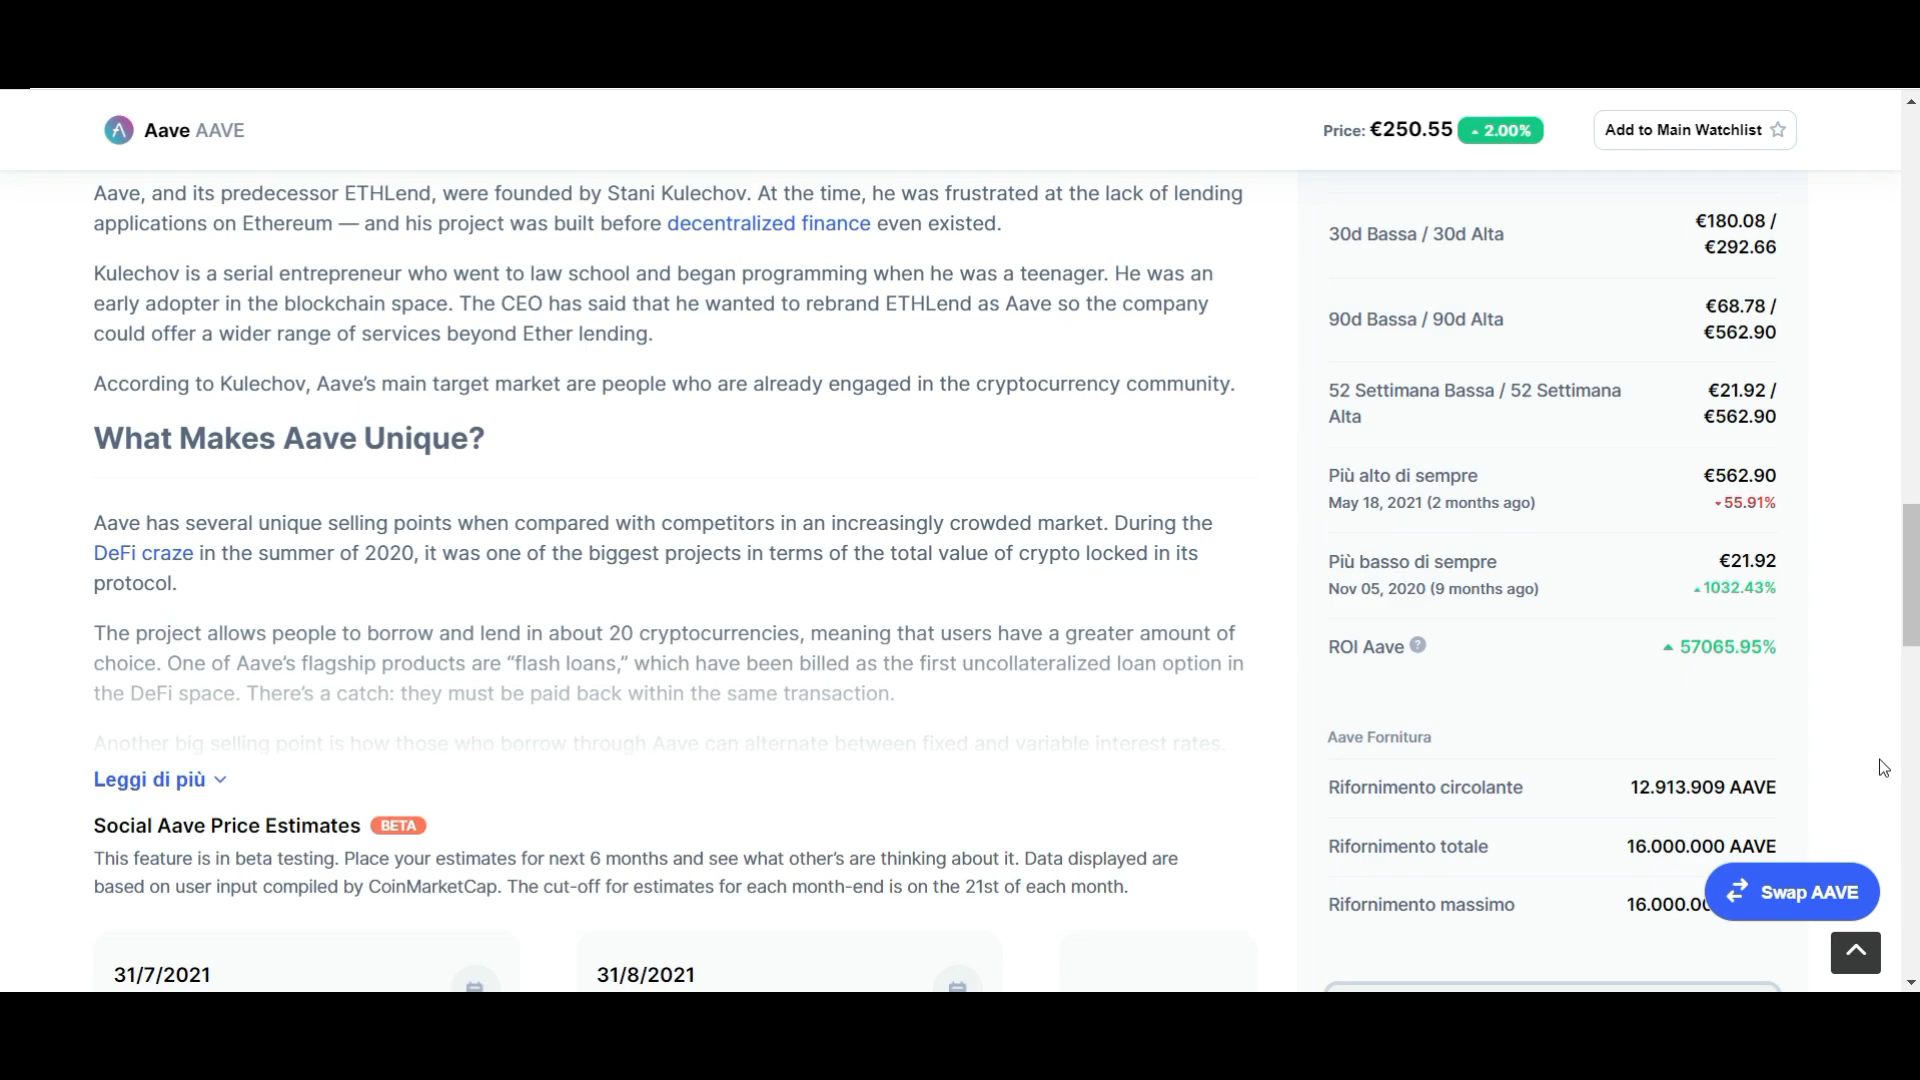 Aave AAVE
Price: €250.55 2.00%
Add to Main Watchlist
Aave, and its predecessor ETHLend, were founded by Stani Kulechov. At the time, he was frustrated at the lack of lending
applications on Ethereum — and his project was built before decentralized finance even existed.
Kulechov is a serial entrepreneur who went to law school and began programming when he was a teenager. He was an
early adopter in the blockchain space. The CEO has said that he wanted to rebrand ETHLend as Aave so the company
could offer a wider range of services beyond Ether lending.
According to Kulechov, Aave’s main target market are people who are already engaged in the cryptocurrency community.
What Makes Aave Unique?
Aave has several unique selling points when compared with competitors in an increasingly crowded market. During the
DeFi craze in the summer of 2020, it was one of the biggest projects in terms of the total value of crypto locked in its
protocol.
The project allows people to borrow and lend in about 20 cryptocurrencies, meaning that users have a greater amount of
choice. One of Aave’s flagship products are “flash loans,” which have been billed as the first uncollateralized loan option in
the DeFi space. There’s a catch: they must be paid back within the same transaction.
Another big selling point is how those who borrow through Aave can alternate between fixed and variable interest rates.
Leggi di più
Social Aave Price Estimates BETA
This feature is in beta testing. Place your estimates for next 6 months and see what other’s are thinking about it. Data displayed are
based on user input compiled by CoinMarketCap. The cut-off for estimates for each month-end is on the 21st of each month.
31/7/2021
31/8/2021
30d Bassa / 30d Alta
€180.08 /
€292.66
90d Bassa / 90d Alta
€68.78 /
€562.90
52 Settimana Bassa / 52 Settimana
Alta
€21.92 /
€562.90
Più alto di sempre
€562.90
May 18, 2021 (2 months ago)
55.91%
Più basso di sempre
€21.92
Nov 05, 2020 (9 months ago)
1032.43%
ROI Aave
57065.95%
Aave Fornitura
Rifornimento circolante
12.913.909 AAVE
Rifornimento totale
16.000.000 AAVE
Rifornimento massimo
Swap AAVE